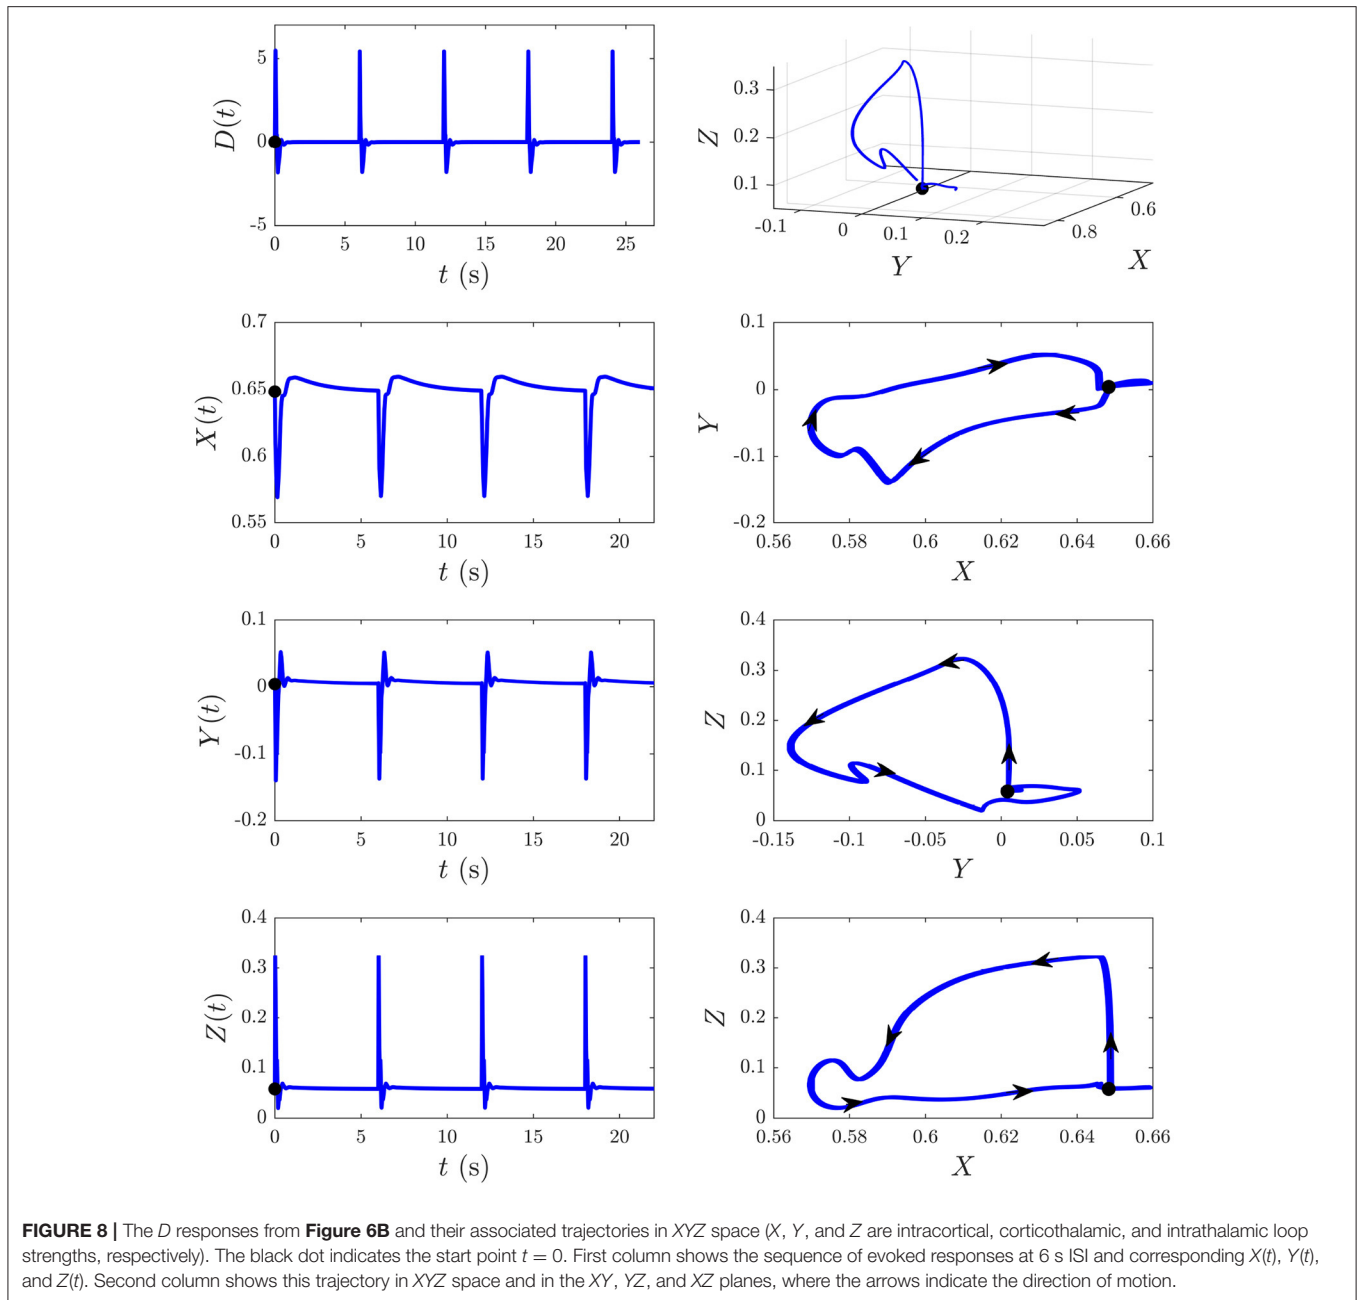 5
0
-5
D(t)
0 5 10 15 20 25
t (s)
0.3
0.2
0.1
Z
-0.1 0 0.1 0.2
Y
0.8 0.6
X
0.7
0.65
0.6
0.55
X(t)
0 5 10 15 20
t (s)
0.1
0
-0.1
-0.2
Y
0.56 0.58 0.6 0.62 0.64 0.66
X
0.1
0
-0.1
-0.2
Y(t)
0 5 10 15 20
t (s)
0.4
0.3
0.2
0.1
0
Z
-0.15 -0.1 -0.05 0 0.05 0.1
Y
0.4
0.3
0.2
0.1
0
Z(t)
0 5 10 15 20
t (s)
0.4
0.3
0.2
0.1
0
Z
0.56 0.58 0.6 0.62 0.64 0.66
X
FIGURE 8 | The D responses from Figure 6B and their associated trajectories in XYZ space (X, Y, and Z are intracortical, corticothalamic, and intrathalamic loop
strengths, respectively). The black dot indicates the start point t = 0. First column shows the sequence of evoked responses at 6 s ISI and corresponding X(t), Y(t),
and Z(t). Second column shows this trajectory in XYZ space and in the XY, YZ, and XZ planes, where the arrows indicate the direction of motion.